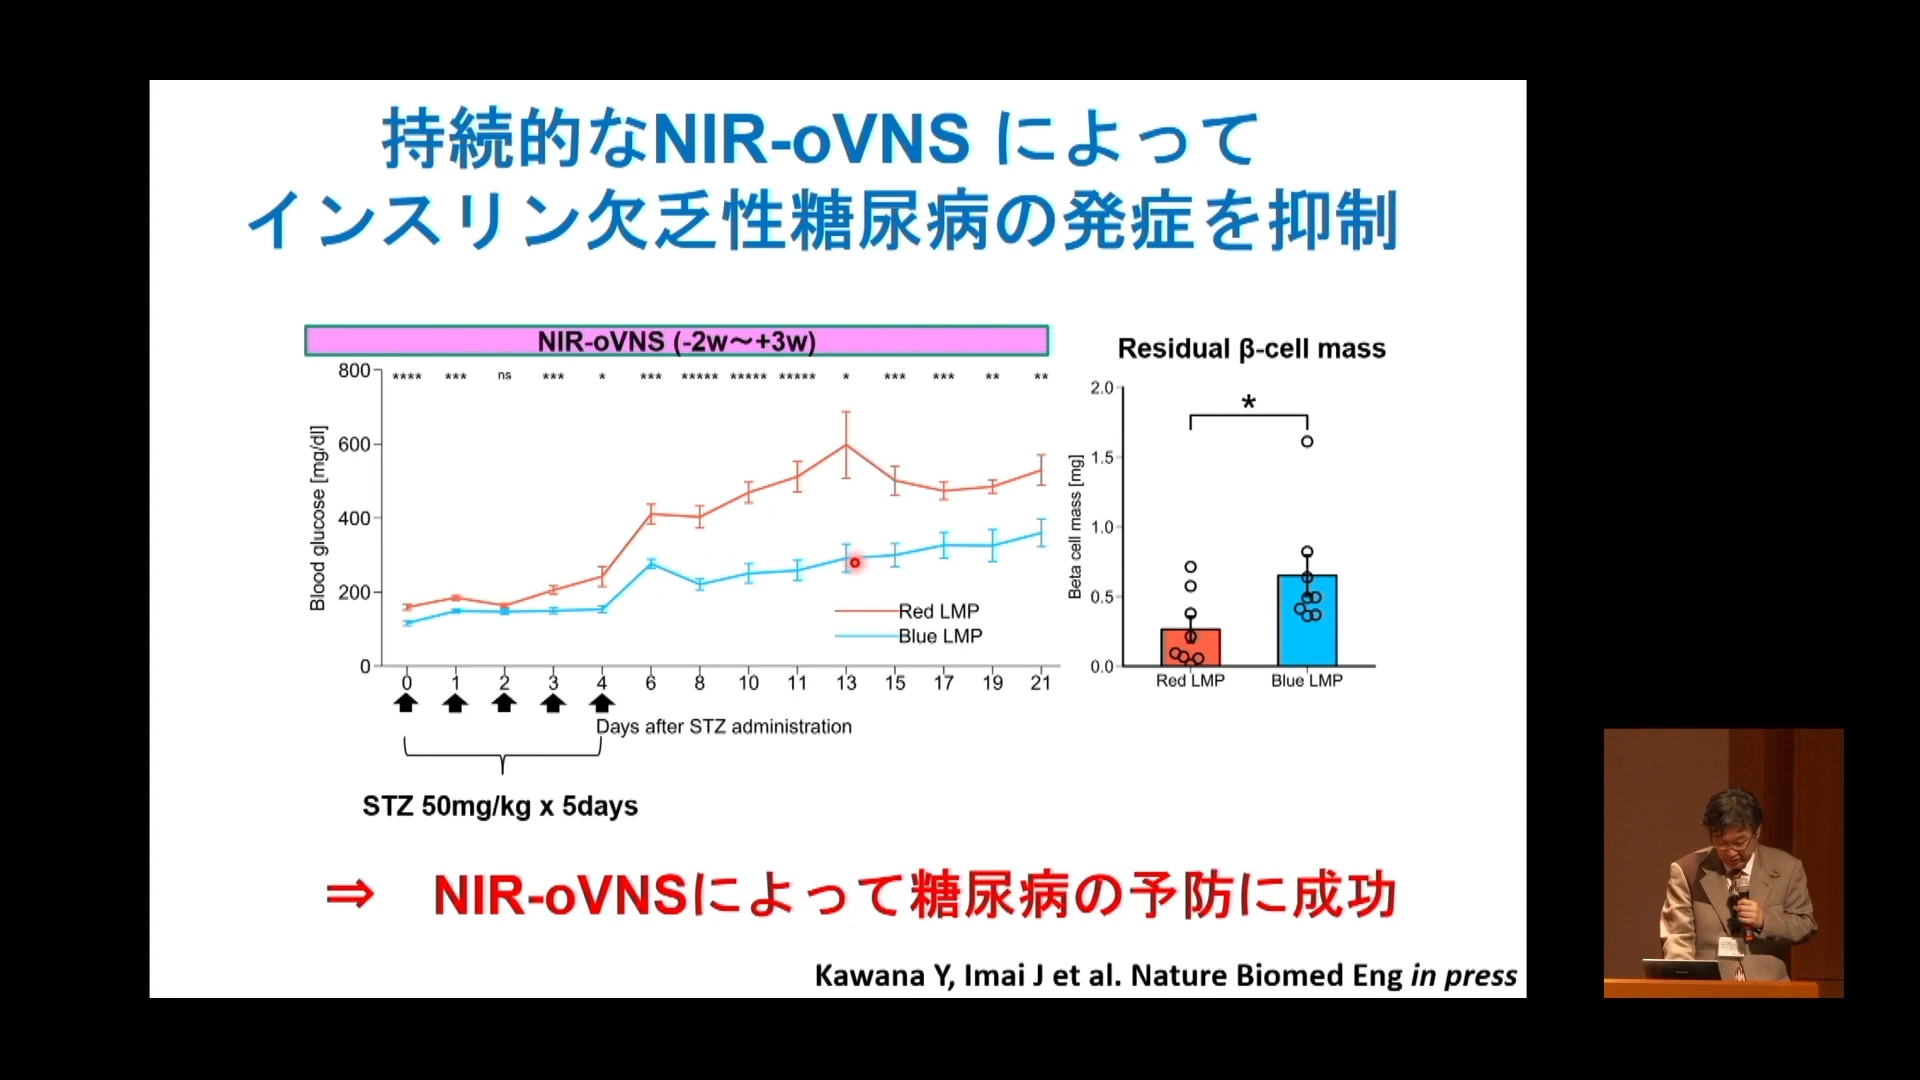 持続的なNIR-oVNS によって
インスリン欠乏性糖尿病の発症を抑制
NIR-oVNS (-2w～+3w)
Blood glucose [mg/dl]
800
600
400
200
0
**** *** ns *** * *** ***** ***** ***** * *** *** ** **
Red LMP
Blue LMP
0 1 2 3 4 6 8 10 11 13 15 17 19 21
Days after STZ administration
STZ 50mg/kg x 5days
Residual β-cell mass
Beta cell mass [mg]
2.0
1.5
1.0
0.5
0.0
*
Red LMP Blue LMP
⇒ NIR-oVNSによって糖尿病の予防に成功
Kawana Y, Imai J et al. Nature Biomed Eng in press